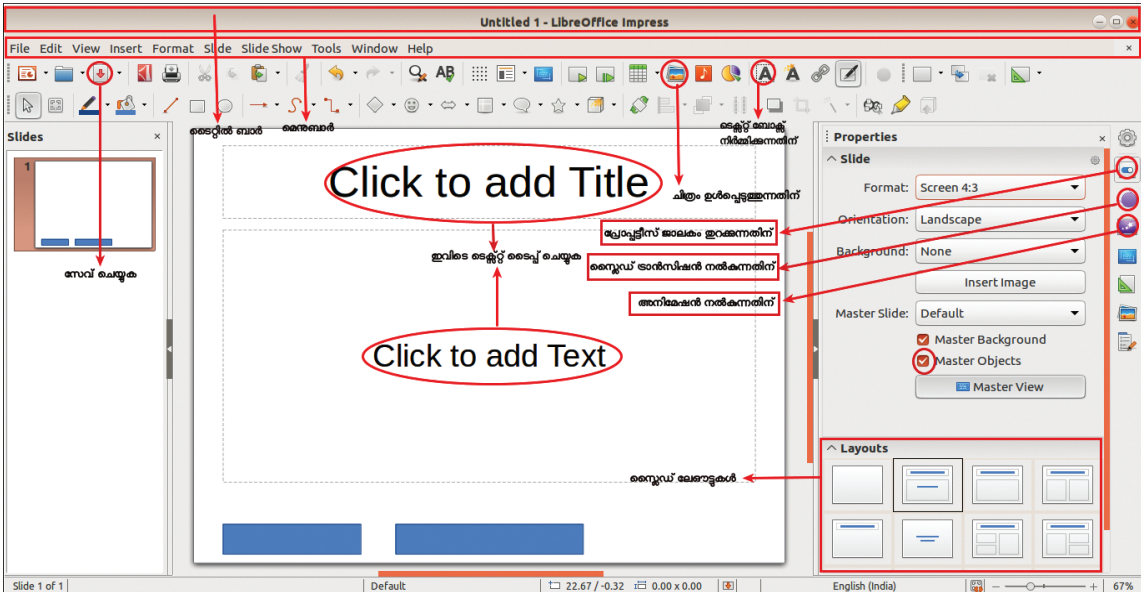 Untitled 1 - LibreOffice Impress
File Edit View Insert Format Slide Slide Show Tools Window Help
Slides
1
ടൈറ്റിൽ ബാർ
മെനുബാർ
ടെക്സ്റ്റ് ബോക്സ്
നിർമ്മിക്കുന്നതിന്
Click to add Title
ചിത്രം ഉൾപ്പെടുത്തുന്നതിന്
പ്രോപ്പർട്ടീസ് ജാലകം തുറക്കുന്നതിന്
ഇവിടെ ടെക്സ്റ്റ് ടൈപ്പ് ചെയ്യുക
സ്ലൈഡ് ട്രാൻസിഷൻ നൽകുന്നതിന്
സേവ് ചെയ്യുക
അനിമേഷൻ നൽകുന്നതിന്
Click to add Text
സ്ലൈഡ് ലേഔട്ടുകൾ
Properties
Slide
Format: Screen 4:3
Orientation: Landscape
Background: None
Insert Image
Master Slide: Default
Master Background
Master Objects
Master View
Layouts
Slide 1 of 1 Default 22.67 / -0.32 0.00 x 0.00 English (India) 67%